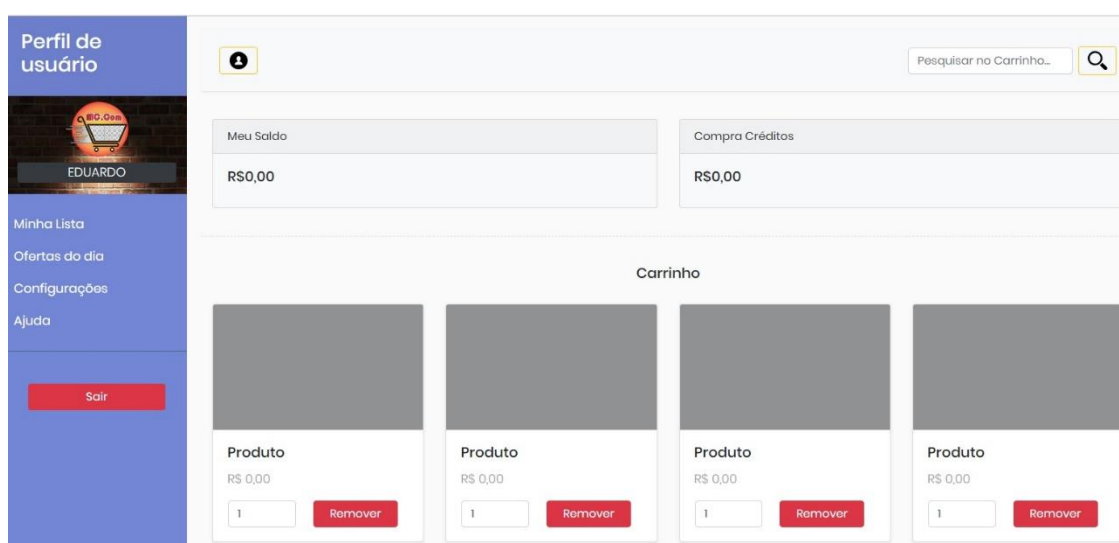 Perfil de
usuário
MC.Com
EDUARDO
Minha Lista
Ofertas do dia
Configurações
Ajuda
Sair
Pesquisar no Carrinho...
Meu Saldo
R$0,00
Compra Créditos
R$0,00
Carrinho
Produto
R$ 0,00
1 Remover
Produto
R$ 0,00
1 Remover
Produto
R$ 0,00
1 Remover
Produto
R$ 0,00
1 Remover